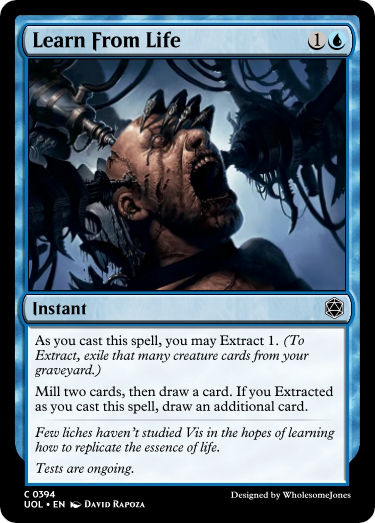 Learn From Life 1
Instant
As you cast this spell, you may Extract 1. (To
Extract, exile that many creature cards from your
graveyard.)
Mill two cards, then draw a card. If you Extracted
as you cast this spell, draw an additional card.
Few liches haven't studied Vis in the hopes of learning
how to replicate the essence of life.
Tests are ongoing.
C 0394
UOL • EN DAVID RAPOZA Designed by WholesomeJones